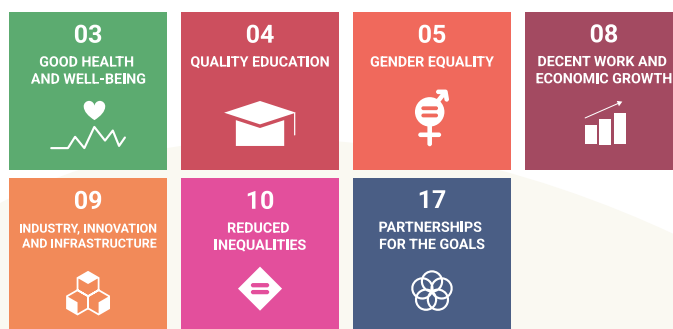 03
GOOD HEALTH
AND WELL-BEING
04
QUALITY EDUCATION
05
GENDER EQUALITY
08
DECENT WORK AND
ECONOMIC GROWTH
09
INDUSTRY, INNOVATION
AND INFRASTRUCTURE
10
REDUCED
INEQUALITIES
17
PARTNERSHIPS
FOR THE GOALS